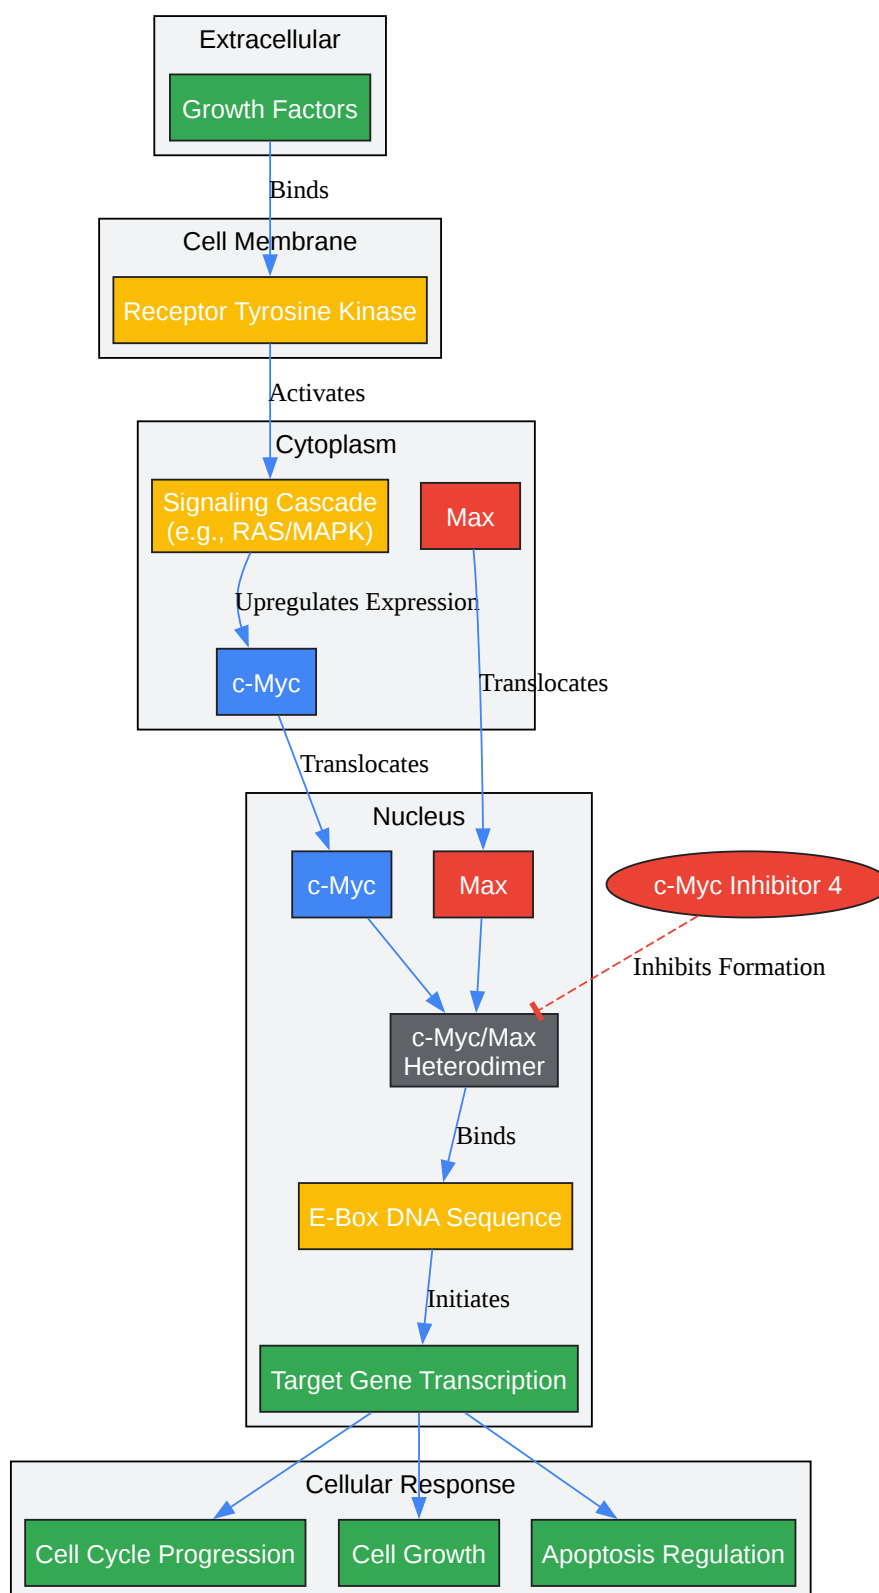 Extracellular
Growth Factors
Binds
Cell Membrane
Receptor Tyrosine Kinase
Activates
Cytoplasm
Signaling Cascade
(e.g., RAS/MAPK)
Max
Upregulates Expression
c-Myc
Translocates
Translocates
Nucleus
c-Myc
Max
c-Myc Inhibitor 4
Inhibits Formation
c-Myc/Max
Heterodimer
Binds
E-Box DNA Sequence
Initiates
Target Gene Transcription
Cellular Response
Cell Cycle Progression
Cell Growth
Apoptosis Regulation